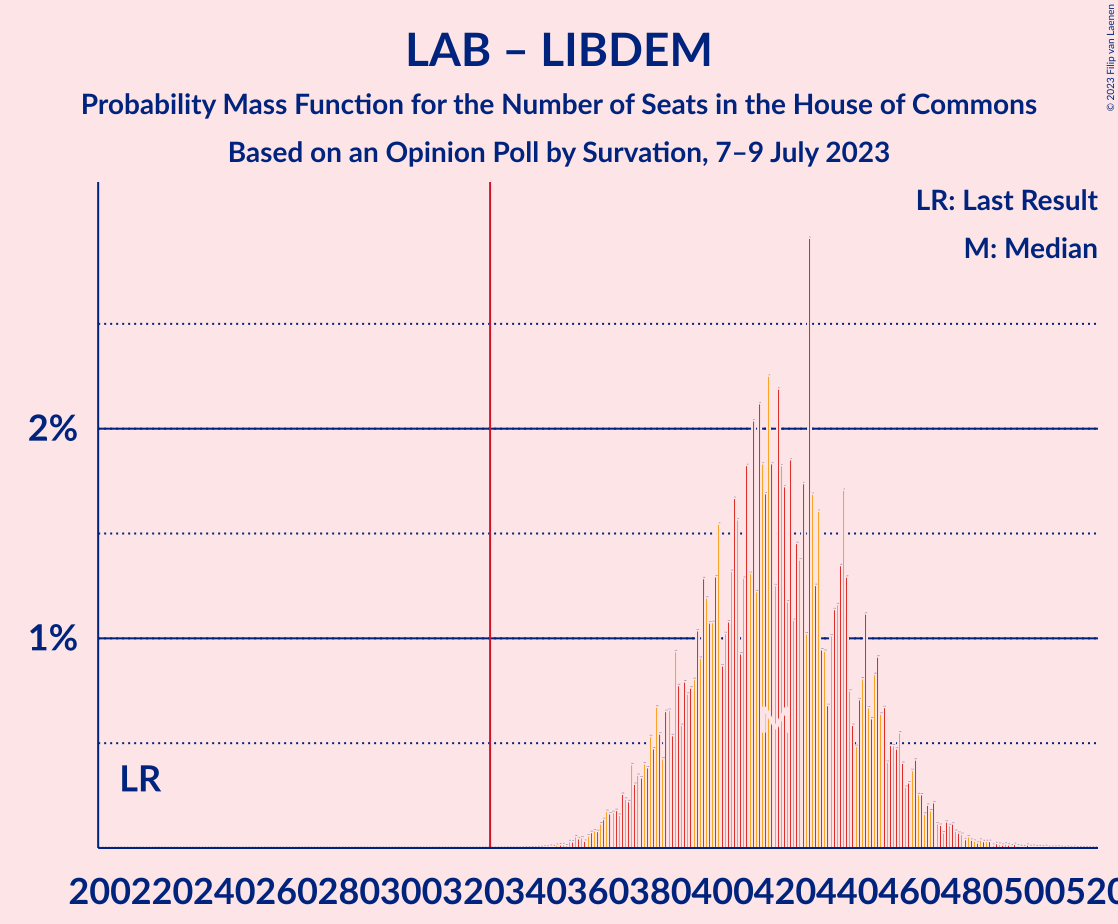 LAB – LIBDEM
Probability Mass Function for the Number of Seats in the House of Commons
Based on an Opinion Poll by Survation, 7–9 July 2023
© 2023 Filip van Laenen
LR: Last Result
M: Median
2%
1%
LR
M
200220240260280300320340360380400420440460480500520